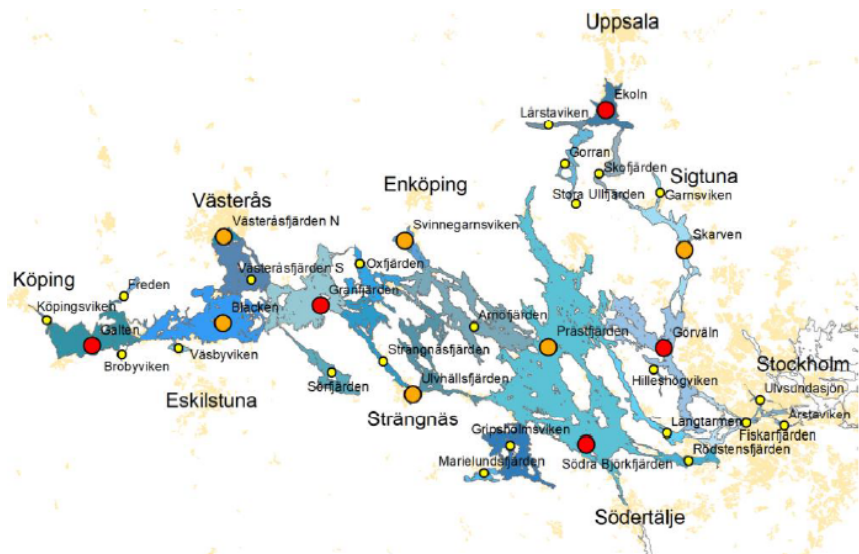 Uppsala
Ekoln
Lårstaviken
Gorran
Skofjärden
Sigtuna
Stora Ullfjärden
Garnsviken
Enköping
Västerås
Västeråsfjärden N
Svinnegarnsviken
Skarven
Västeråsfjärden S
Oxfjärden
Köping
Freden
Granfjärden
Köpingsviken
Blacken
Arnöfjärden
Prästfjärden
Görväln
Galten
Strängnäsfjärden
Stockholm
Brobyviken
Väsbyviken
Sörfjärden
Ulvhällsfjärden
Hilleshögviken
Ulvsundasjön
Eskilstuna
Strängnäs
Långtarmen
Årstaviken
Fiskarfjärden
Gripsholmsviken
Rödstensfjärden
Marielundsfjärden
Södra Björkfjärden
Södertälje